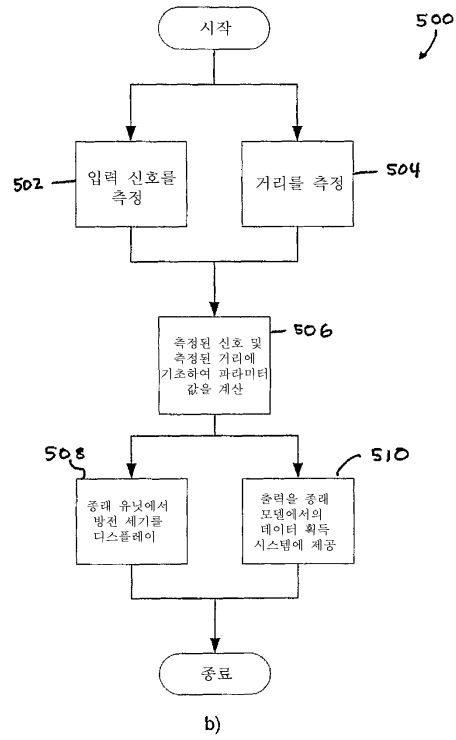 시작
500
502
입력 신호를
측정
거리를 측정
504
506
측정된 신호 및
측정된 거리에
기초하여 파라미터
값을 계산
508
종래 유닛에서
방전 세기를
디스플레이
510
출력을 종래
모델에서의
데이터 획득
시스템에 제공
종료
b)